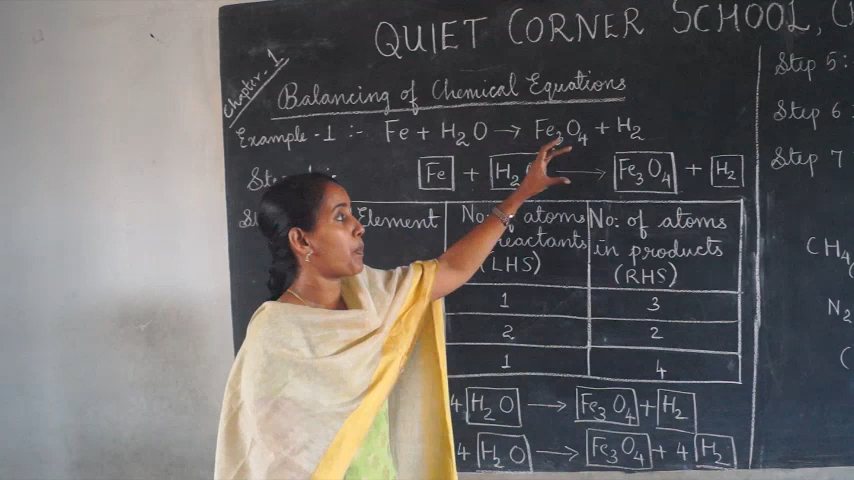 QUIET CORNER SCHOOL,
Chapter-1
Balancing of Chemical Equations
Example-1 :- Fe + H₂O → Fe₃O₄ + H₂
Fe + H₂O → Fe₃O₄ + H₂
Element
No: of atoms
reactants
(LHS)
No: of atoms
in products
(RHS)
1 3
2 2
1 4
4 H₂O → Fe₃O₄ + H₂
4 H₂O → Fe₃O₄ + 4 H₂
Step 5:
Step 6
Step 7
CH₄
N₂